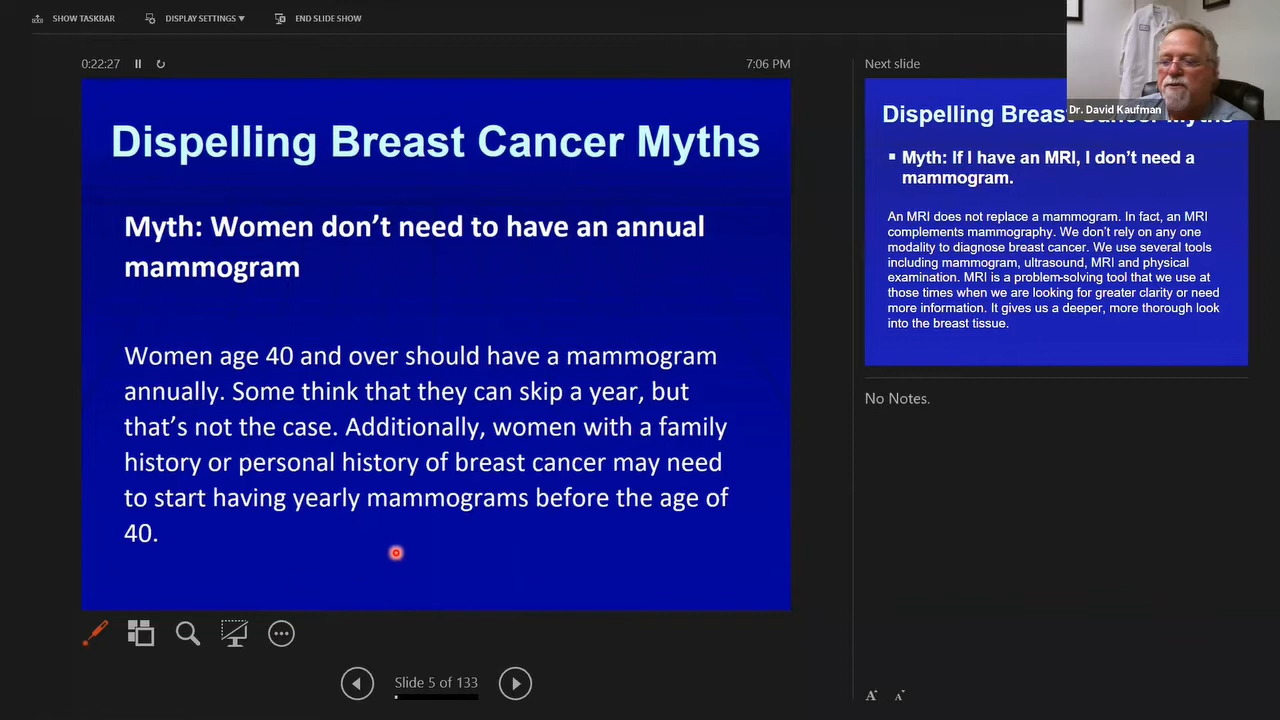 SHOW TASKBAR
DISPLAY SETTINGS ▼
END SLIDE SHOW
0:22:27
7:06 PM
Dispelling Breast Cancer Myths
Myth: Women don’t need to have an annual
mammogram
Women age 40 and over should have a mammogram
annually. Some think that they can skip a year, but
that’s not the case. Additionally, women with a family
history or personal history of breast cancer may need
to start having yearly mammograms before the age of
40.
Slide 5 of 133
Next slide
Dr. David Kaufman
Dispelling Breast Cancer Myths
▪ Myth: If I have an MRI, I don’t need a
mammogram.
An MRI does not replace a mammogram. In fact, an MRI
complements mammography. We don’t rely on any one
modality to diagnose breast cancer. We use several tools
including mammogram, ultrasound, MRI and physical
examination. MRI is a problem-solving tool that we use at
those times when we are looking for greater clarity or need
more information. It gives us a deeper, more thorough look
into the breast tissue.
No Notes.
A A